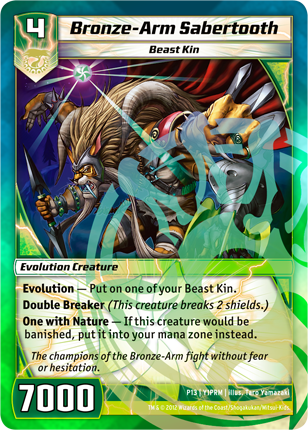 4
Bronze-Arm Sabertooth
Beast Kin
Evolution Creature
Evolution — Put on one of your Beast Kin.
Double Breaker (This creature breaks 2 shields.)
One with Nature — If this creature would be
banished, put it into your mana zone instead.
The champions of the Bronze-Arm fight without fear
or hesitation.
7000
P13 | Y1PRM | illus. Taro Yamazaki
TM & © 2012 Wizards of the Coast/Shogakukan/Mitsui-Kids.